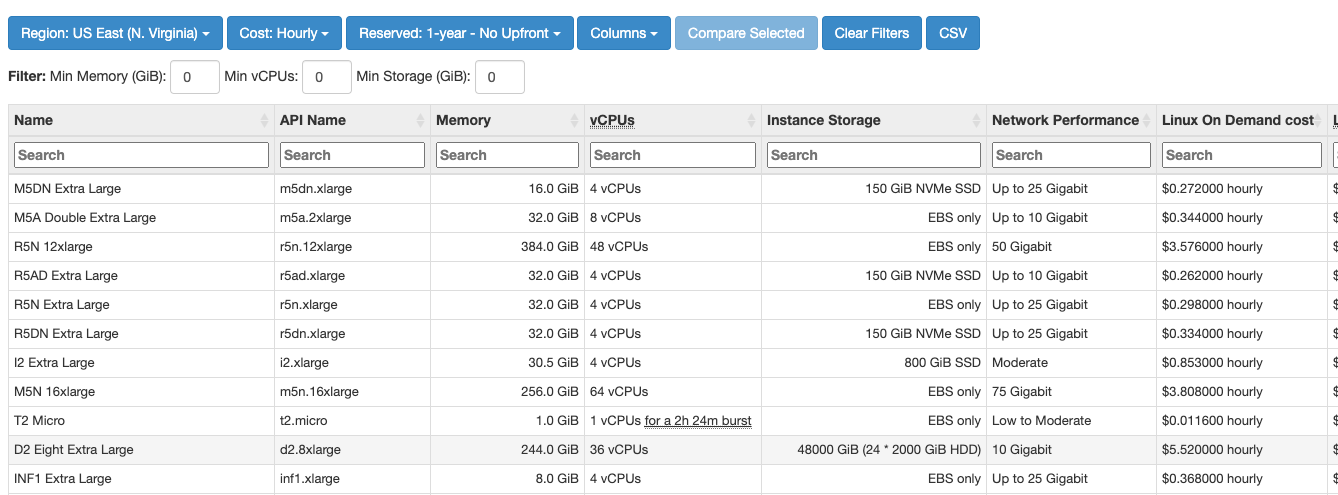 Region: US East (N. Virginia) Cost: Hourly Reserved: 1-year - No Upfront Columns Compare Selected Clear Filters CSV
Filter: Min Memory (GiB): 0 Min vCPUs: 0 Min Storage (GiB): 0
Name API Name Memory vCPUs Instance Storage Network Performance Linux On Demand cost
Search Search Search Search Search Search Search
M5DN Extra Large m5dn.xlarge 16.0 GiB 4 vCPUs 150 GiB NVMe SSD Up to 25 Gigabit $0.272000 hourly $
M5A Double Extra Large m5a.2xlarge 32.0 GiB 8 vCPUs EBS only Up to 10 Gigabit $0.344000 hourly $
R5N 12xlarge r5n.12xlarge 384.0 GiB 48 vCPUs EBS only 50 Gigabit $3.576000 hourly $
R5AD Extra Large r5ad.xlarge 32.0 GiB 4 vCPUs 150 GiB NVMe SSD Up to 10 Gigabit $0.262000 hourly $
R5N Extra Large r5n.xlarge 32.0 GiB 4 vCPUs EBS only Up to 25 Gigabit $0.298000 hourly $
R5DN Extra Large r5dn.xlarge 32.0 GiB 4 vCPUs 150 GiB NVMe SSD Up to 25 Gigabit $0.334000 hourly $
I2 Extra Large i2.xlarge 30.5 GiB 4 vCPUs 800 GiB SSD Moderate $0.853000 hourly $
M5N 16xlarge m5n.16xlarge 256.0 GiB 64 vCPUs EBS only 75 Gigabit $3.808000 hourly $
T2 Micro t2.micro 1.0 GiB 1 vCPUs for a 2h 24m burst EBS only Low to Moderate $0.011600 hourly $
D2 Eight Extra Large d2.8xlarge 244.0 GiB 36 vCPUs 48000 GiB (24 * 2000 GiB HDD) 10 Gigabit $5.520000 hourly $
INF1 Extra Large inf1.xlarge 8.0 GiB 4 vCPUs EBS only Up to 25 Gigabit $0.368000 hourly $